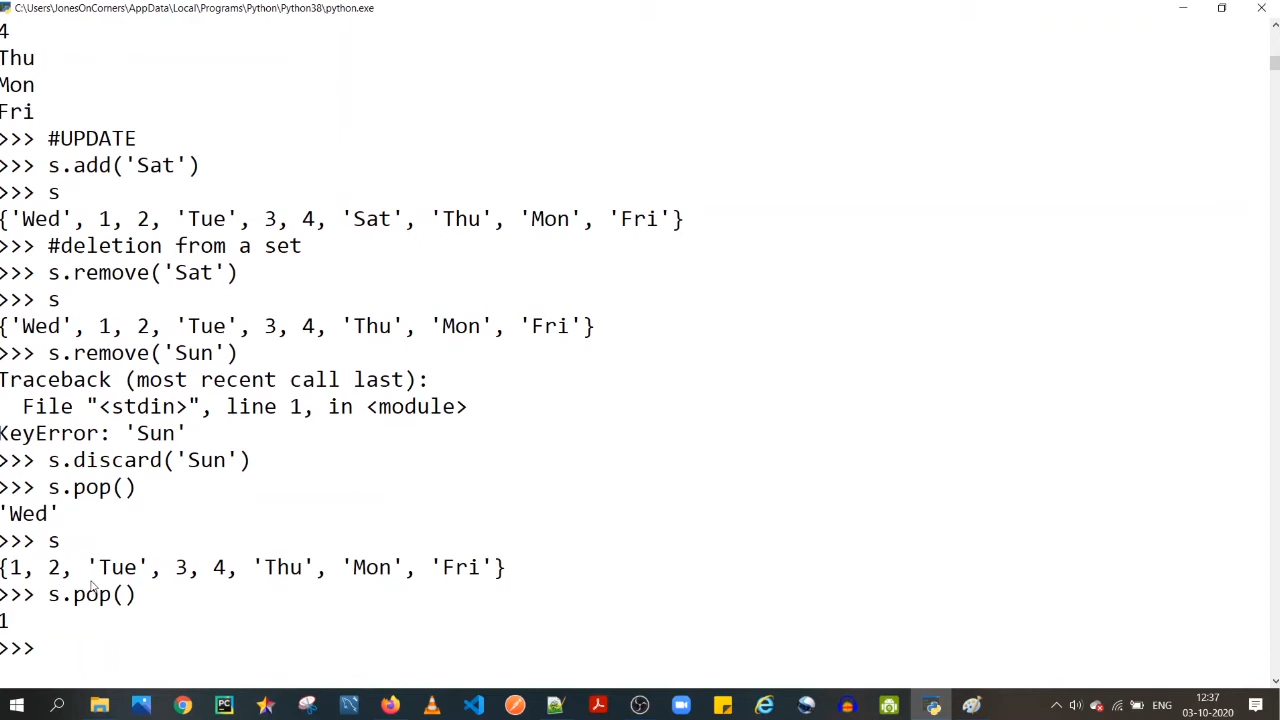 C:\Users\JonesOnCorners\AppData\Local\Programs\Python\Python38\python.exe
4
Thu
Mon
Fri
>>> #UPDATE
>>> s.add('Sat')
>>> s
{'Wed', 1, 2, 'Tue', 3, 4, 'Sat', 'Thu', 'Mon', 'Fri'}
>>> #deletion from a set
>>> s.remove('Sat')
>>> s
{'Wed', 1, 2, 'Tue', 3, 4, 'Thu', 'Mon', 'Fri'}
>>> s.remove('Sun')
Traceback (most recent call last):
  File "<stdin>", line 1, in <module>
KeyError: 'Sun'
>>> s.discard('Sun')
>>> s.pop()
'Wed'
>>> s
{1, 2, 'Tue', 3, 4, 'Thu', 'Mon', 'Fri'}
>>> s.pop()
1
>>>
PC
ENG
12:37
03-10-2020